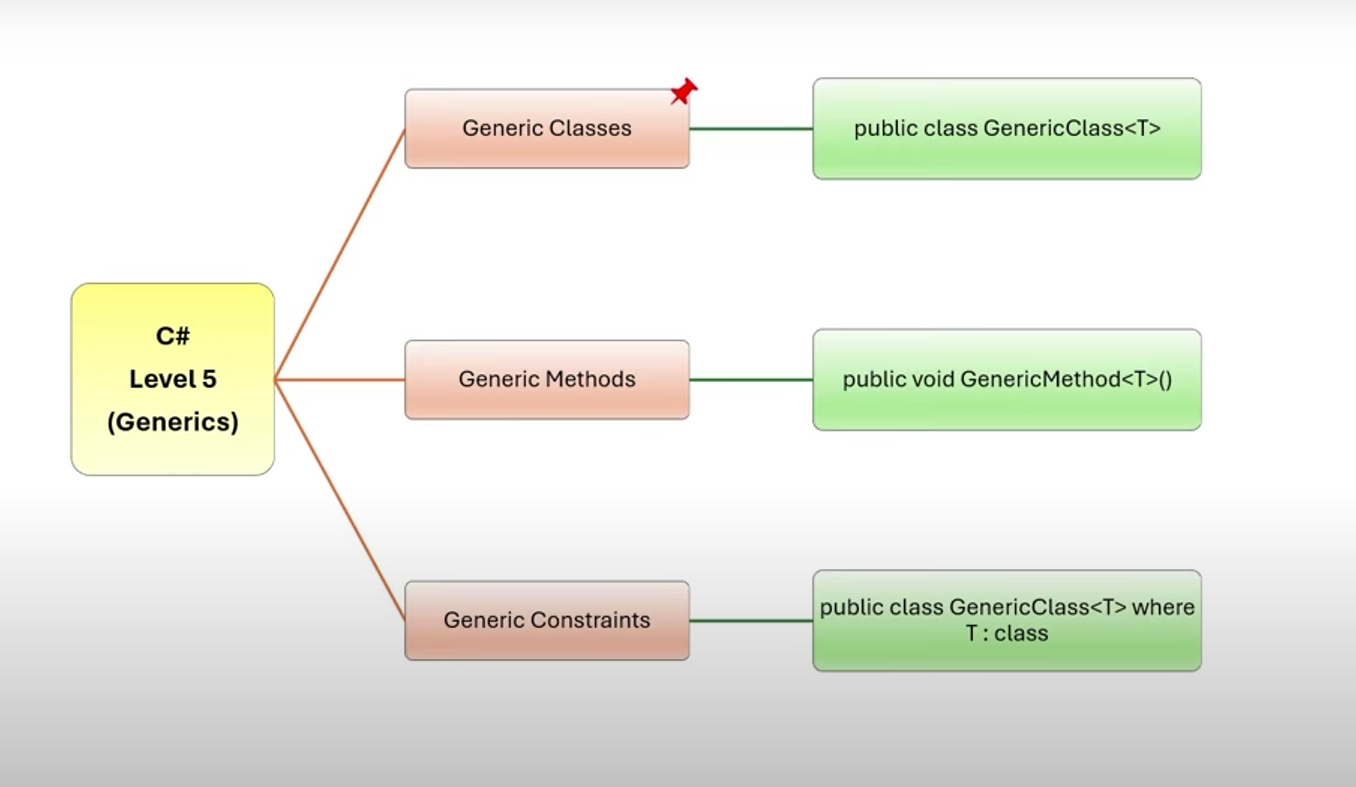 C#
Level 5
(Generics)
Generic Classes
public class GenericClass<T>
Generic Methods
public void GenericMethod<T>()
Generic Constraints
public class GenericClass<T> where
T : class